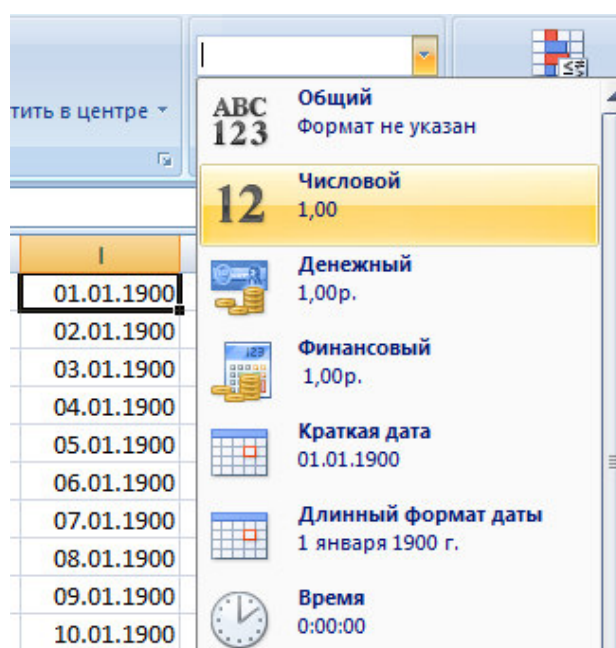 тить в центре
ABC
123
Общий
Формат не указан
12
Числовой
1,00
Денежный
1,00р.
123
Финансовый
1,00р.
Краткая дата
01.01.1900
Длинный формат даты
1 января 1900 г.
Время
0:00:00
I
01.01.1900
02.01.1900
03.01.1900
04.01.1900
05.01.1900
06.01.1900
07.01.1900
08.01.1900
09.01.1900
10.01.1900